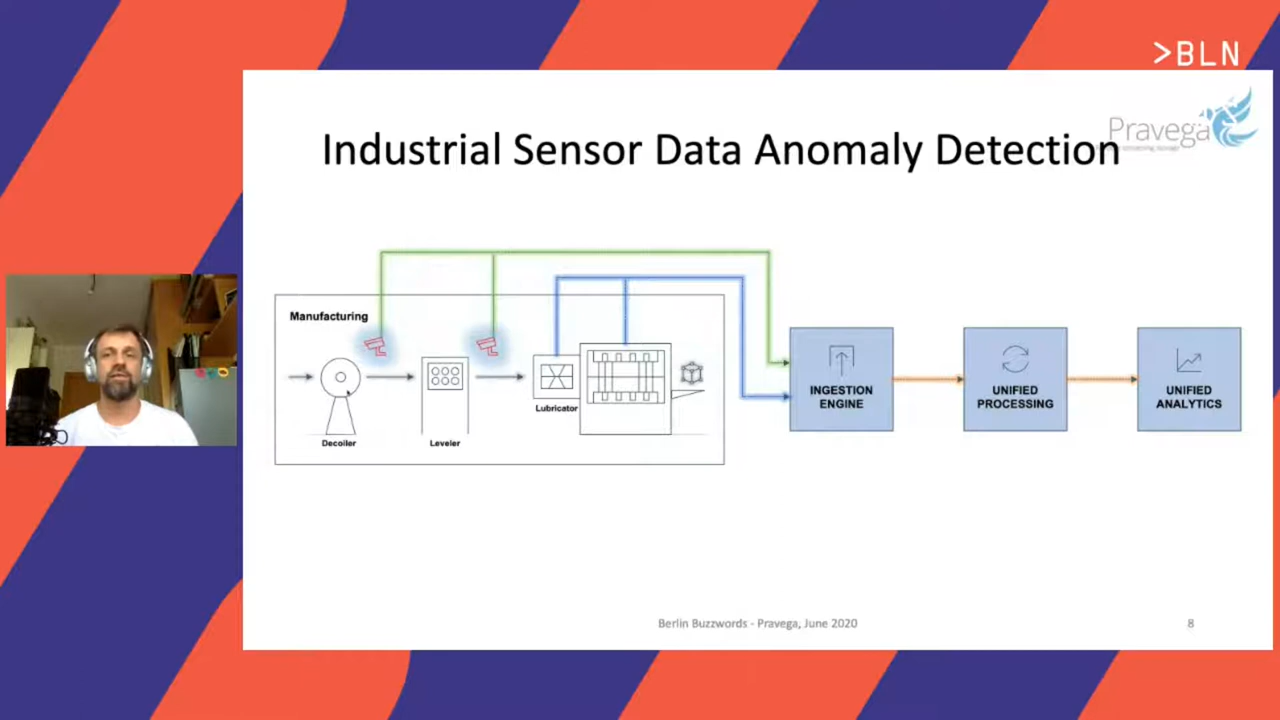 >BLN
Pravega
Industrial Sensor Data Anomaly Detection
Manufacturing
Decoiler
Leveler
Lubricator
INGESTION
ENGINE
UNIFIED
PROCESSING
UNIFIED
ANALYTICS
Berlin Buzzwords - Pravega, June 2020
8